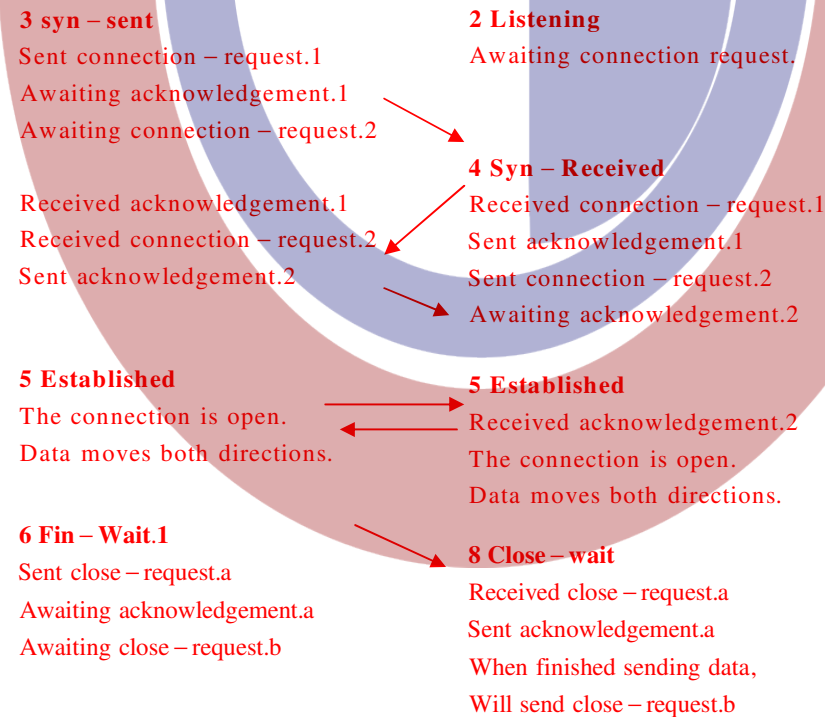 3 syn – sent
Sent connection – request.1
Awaiting acknowledgement.1
Awaiting connection – request.2
Received acknowledgement.1
Received connection – request.2
Sent acknowledgement.2
5 Established
The connection is open.
Data moves both directions.
6 Fin – Wait.1
Sent close – request.a
Awaiting acknowledgement.a
Awaiting close – request.b
2 Listening
Awaiting connection request.
4 Syn – Received
Received connection – request.1
Sent acknowledgement.1
Sent connection – request.2
Awaiting acknowledgement.2
5 Established
Received acknowledgement.2
The connection is open.
Data moves both directions.
8 Close – wait
Received close – request.a
Sent acknowledgement.a
When finished sending data,
Will send close – request.b